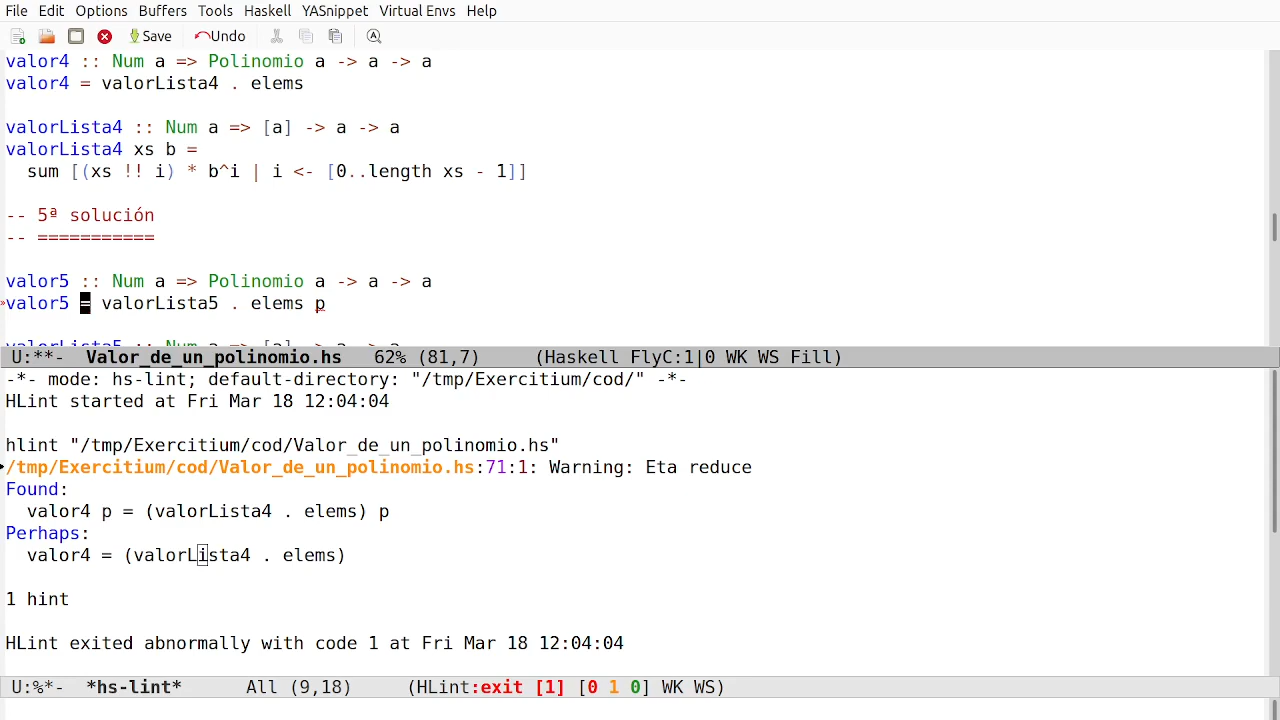 File Edit Options Buffers Tools Haskell YASnippet Virtual Envs Help
Save Undo
valor4 :: Num a => Polinomio a -> a -> a
valor4 = valorLista4 . elems
valorLista4 :: Num a => [a] -> a -> a
valorLista4 xs b =
sum [(xs !! i) * b^i | i <- [0..length xs - 1]]
-- 5ª solución
-- ===========
valor5 :: Num a => Polinomio a -> a -> a
»valor5 = valorLista5 . elems p
valorLista5 :: Num a => [a] -> a -> a
U:**- Valor_de_un_polinomio.hs 62% (81,7) (Haskell FlyC:1|0 WK WS Fill)
-*- mode: hs-lint; default-directory: "/tmp/Exercitium/cod/" -*-
HLint started at Fri Mar 18 12:04:04
hlint "/tmp/Exercitium/cod/Valor_de_un_polinomio.hs"
/tmp/Exercitium/cod/Valor_de_un_polinomio.hs:71:1: Warning: Eta reduce
Found:
valor4 p = (valorLista4 . elems) p
Perhaps:
valor4 = (valorLista4 . elems)
1 hint
HLint exited abnormally with code 1 at Fri Mar 18 12:04:04
U:%*- *hs-lint* All (9,18) (HLint:exit [1] [0 1 0] WK WS)